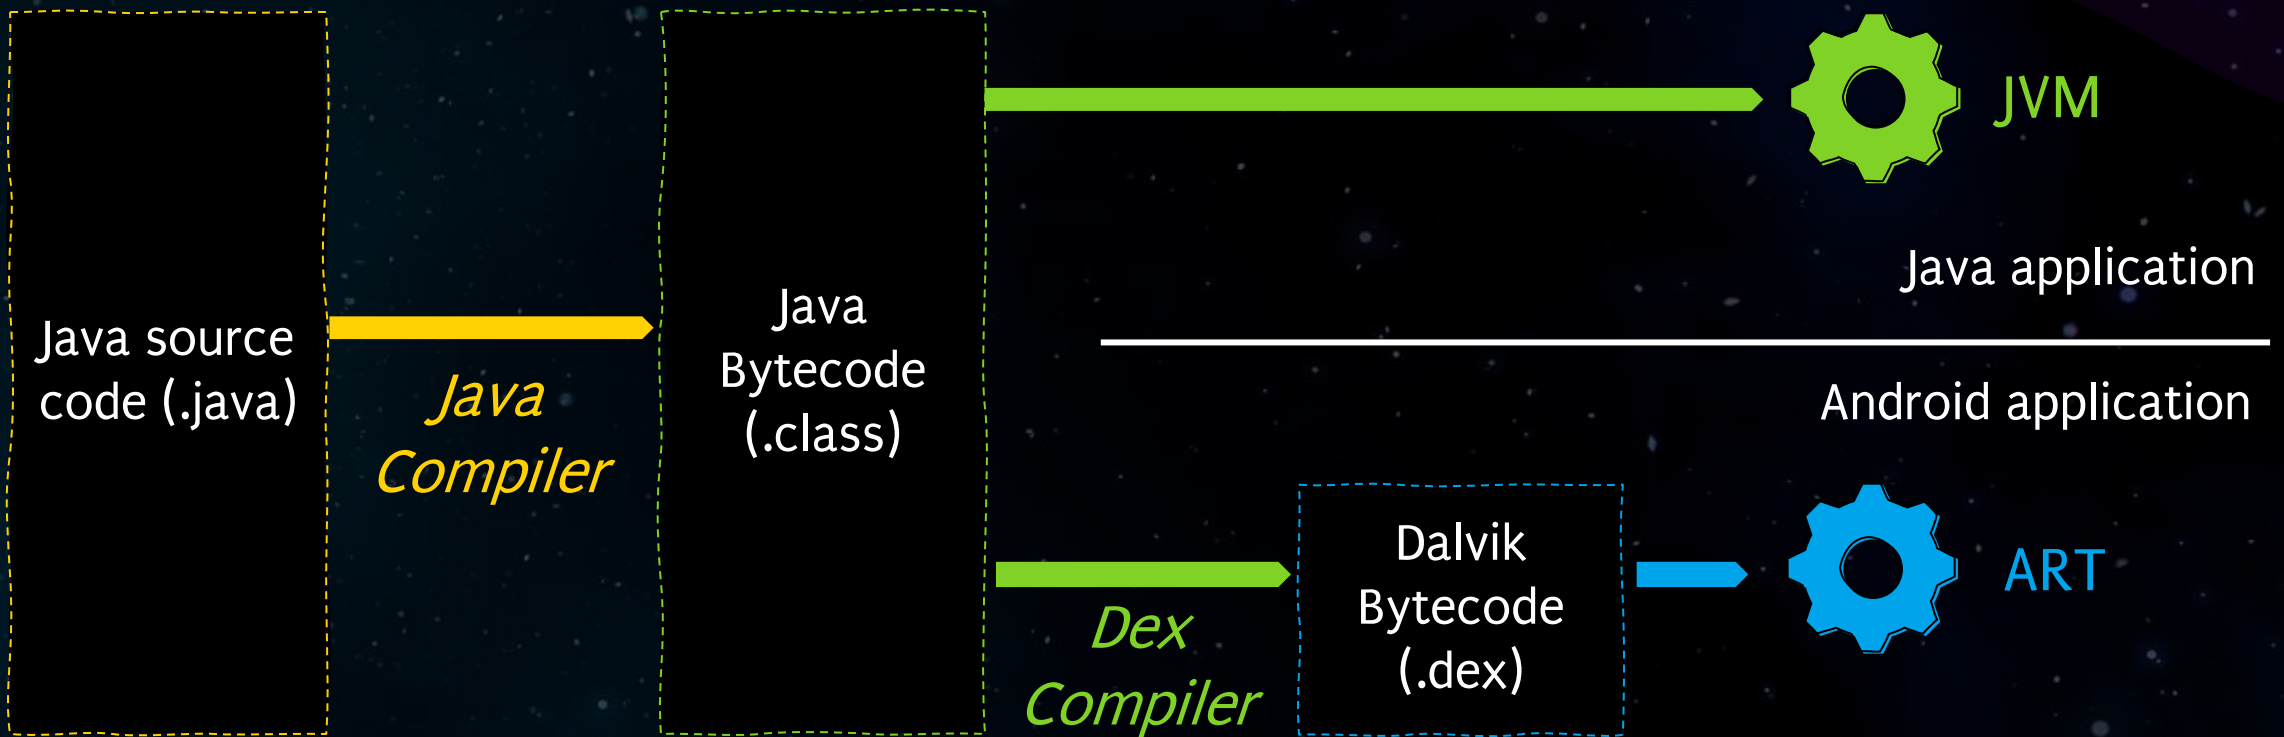 Java source
code (.java)
Java
Compiler
Java
Bytecode
(.class)
JVM
Java application
Android application
Dex
Compiler
Dalvik
Bytecode
(.dex)
ART